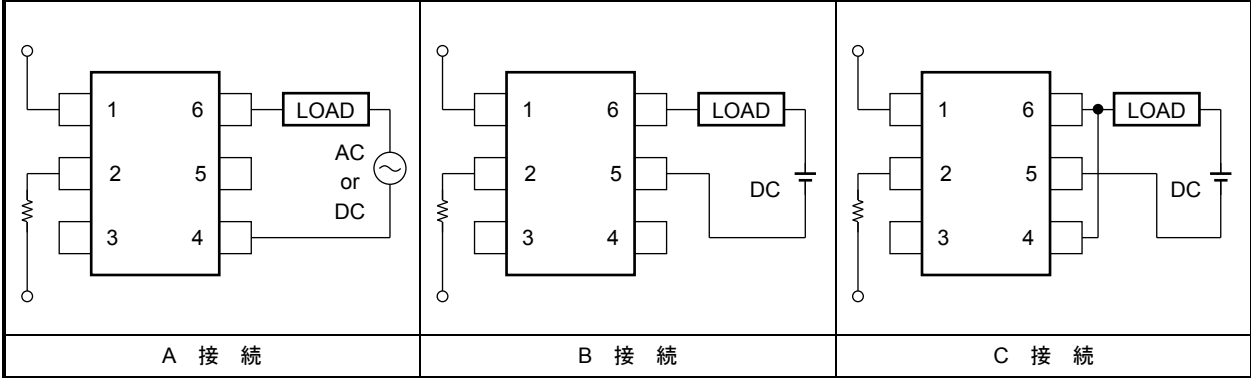 1 6 LOAD
2 5 AC or DC
3 4
A 接 続
1 6 LOAD
2 5 DC
3 4
B 接 続
1 6 LOAD
2 5 DC
3 4
C 接 続